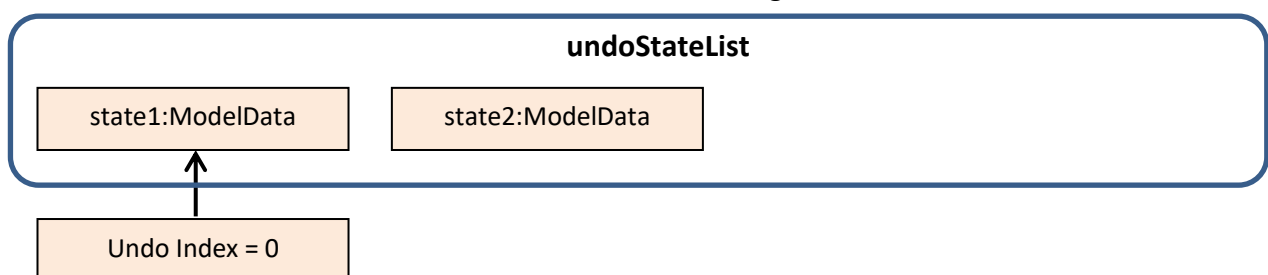 undoStateList
state1:ModelData
state2:ModelData
Undo Index = 0